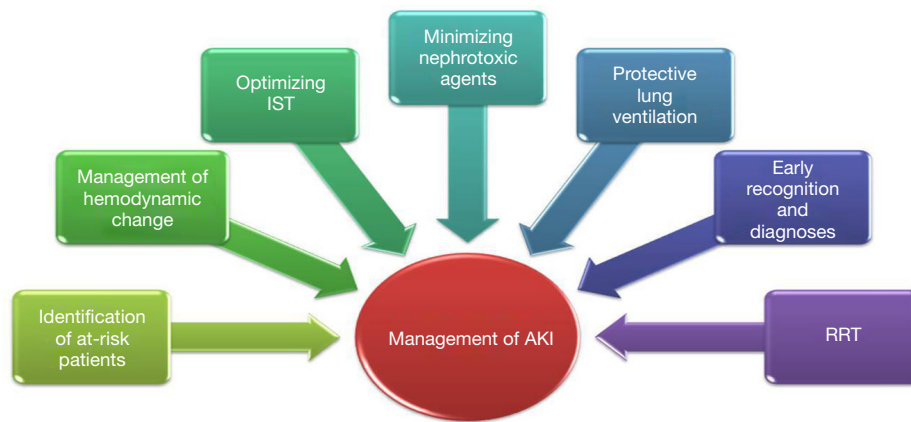 Identification
of at-risk
patients
Management of
hemodynamic
change
Optimizing
IST
Minimizing
nephrotoxic
agents
Protective
lung
ventilation
Early
recognition
and
diagnoses
RRT
Management of AKI